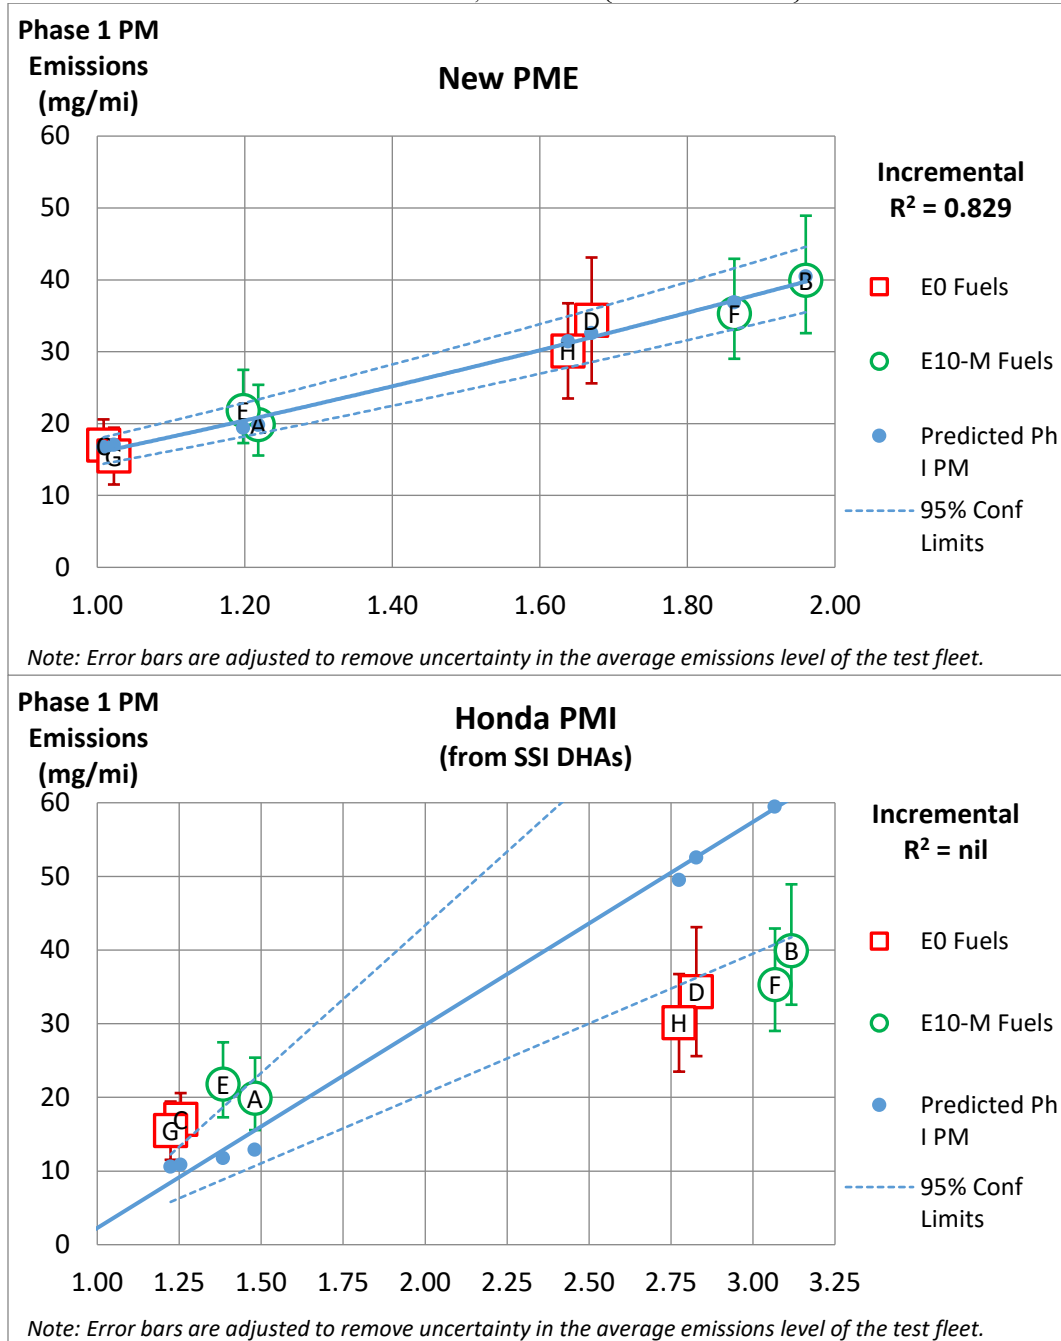 Phase 1 PM
Emissions
(mg/mi)
New PME
60
50
40
30
20
10
0
1.00 1.20 1.40 1.60 1.80 2.00
C
G
E
A
H
D
F
B
Incremental
R² = 0.829
E0 Fuels
E10-M Fuels
Predicted Ph
I PM
95% Conf
Limits
Note: Error bars are adjusted to remove uncertainty in the average emissions level of the test fleet.
Phase 1 PM
Emissions
(mg/mi)
Honda PMI
(from SSI DHAs)
60
50
40
30
20
10
0
1.00 1.25 1.50 1.75 2.00 2.25 2.50 2.75 3.00 3.25
G
C
E
A
H
D
F
B
Incremental
R² = nil
E0 Fuels
E10-M Fuels
Predicted Ph
I PM
95% Conf
Limits
Note: Error bars are adjusted to remove uncertainty in the average emissions level of the test fleet.